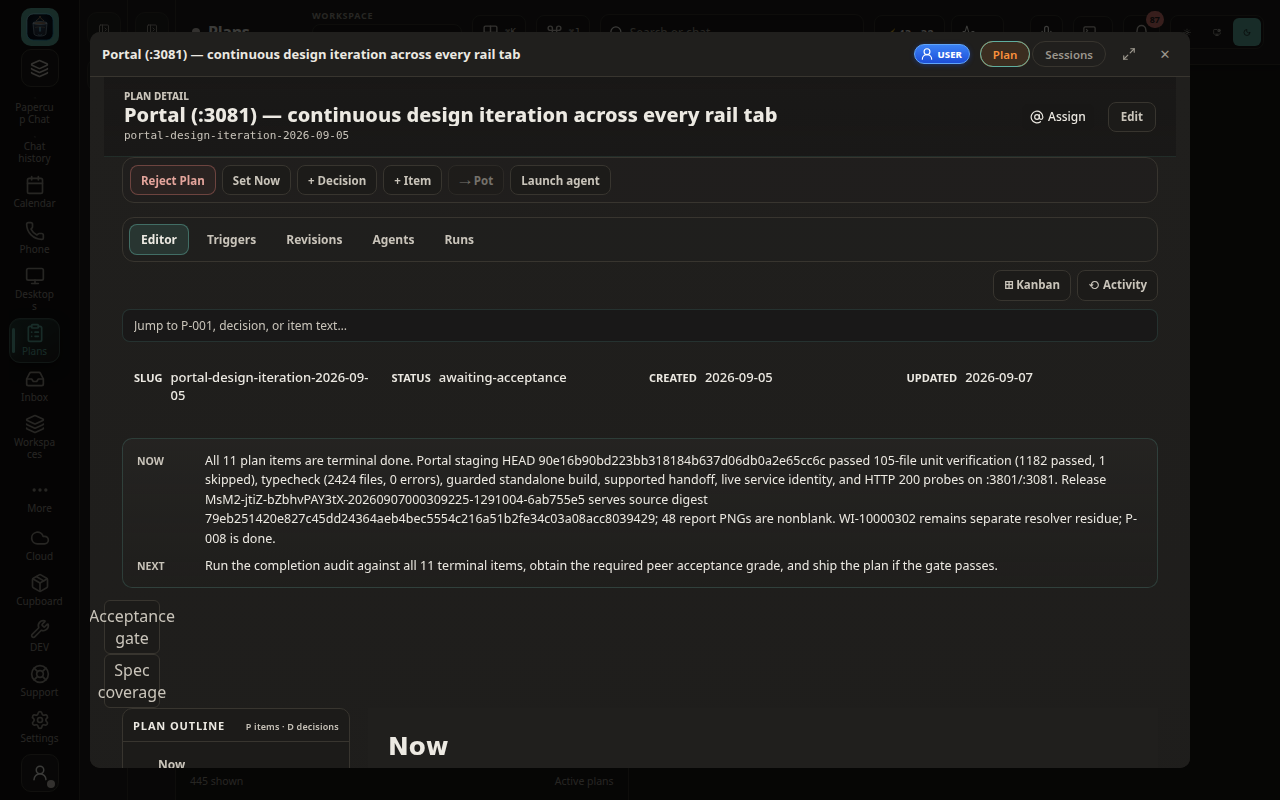 WORKSPACE
Plans
Search or chat
87
Portal (:3081) — continuous design iteration across every rail tab
USER
Plan
Sessions
PLAN DETAIL
Portal (:3081) — continuous design iteration across every rail tab
portal-design-iteration-2026-09-05
Assign
Edit
Reject Plan
Set Now
+ Decision
+ Item
→ Pot
Launch agent
Editor
Triggers
Revisions
Agents
Runs
⊞ Kanban
⟲ Activity
Jump to P-001, decision, or item text...
SLUG portal-design-iteration-2026-09-
05
STATUS awaiting-acceptance
CREATED 2026-09-05
UPDATED 2026-09-07
NOW
All 11 plan items are terminal done. Portal staging HEAD 90e16b90bd223bb318184b637d06db0a2e65cc6c passed 105-file unit verification (1182 passed, 1
skipped), typecheck (2424 files, 0 errors), guarded standalone build, supported handoff, live service identity, and HTTP 200 probes on :3801/:3081. Release
MsM2-jtiZ-bZbhvPAY3tX-20260907000309225-1291004-6ab755e5 serves source digest
79eb251420e827c45dd24364aeb4bec5554c216a51b2fe34c03a08acc8039429; 48 report PNGs are nonblank. WI-10000302 remains separate resolver residue; P-
008 is done.
NEXT
Run the completion audit against all 11 terminal items, obtain the required peer acceptance grade, and ship the plan if the gate passes.
Acceptance
gate
Spec
coverage
PLAN OUTLINE
P items · D decisions
Now
Now
445 shown
Active plans
Papercu
p Chat
Chat
history
Calendar
Phone
Desktop
s
Plans
Inbox
Workspa
ces
More
Cloud
Cupboard
DEV
Support
Settings